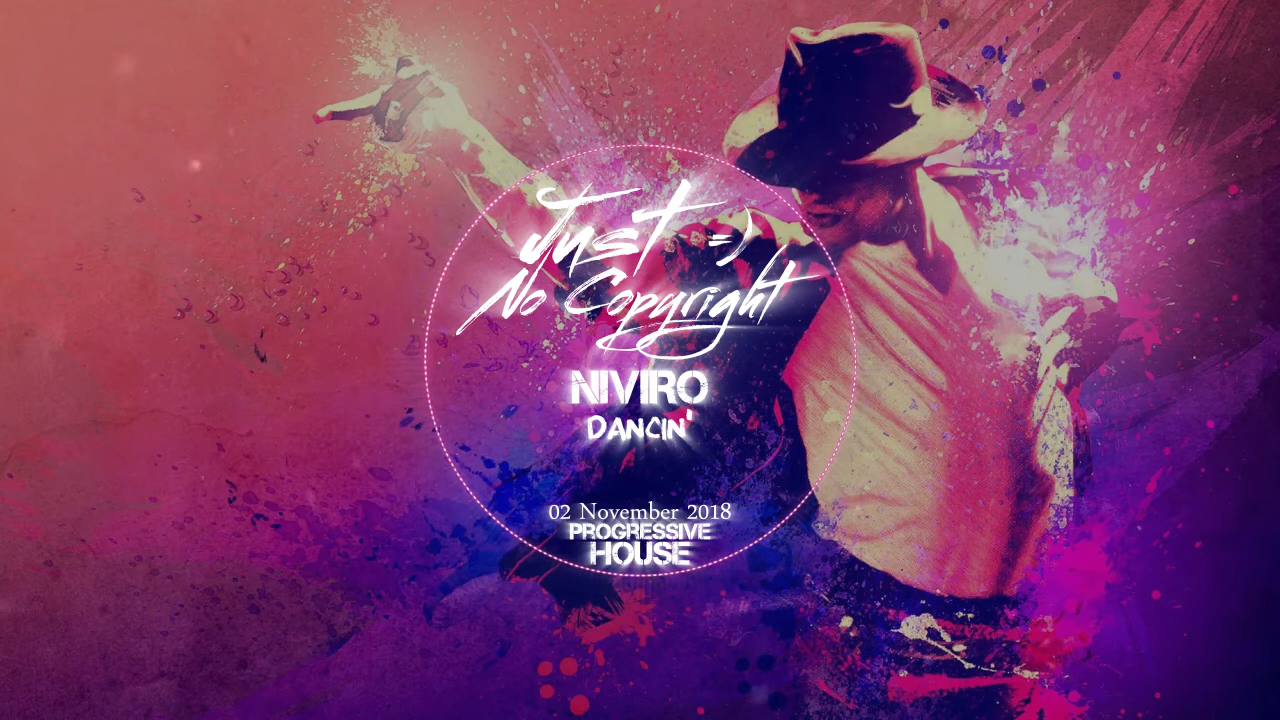 Just =)
No Copyright
NIVIRO
DANCIN'
02 November 2018
PROGRESSIVE
HOUSE